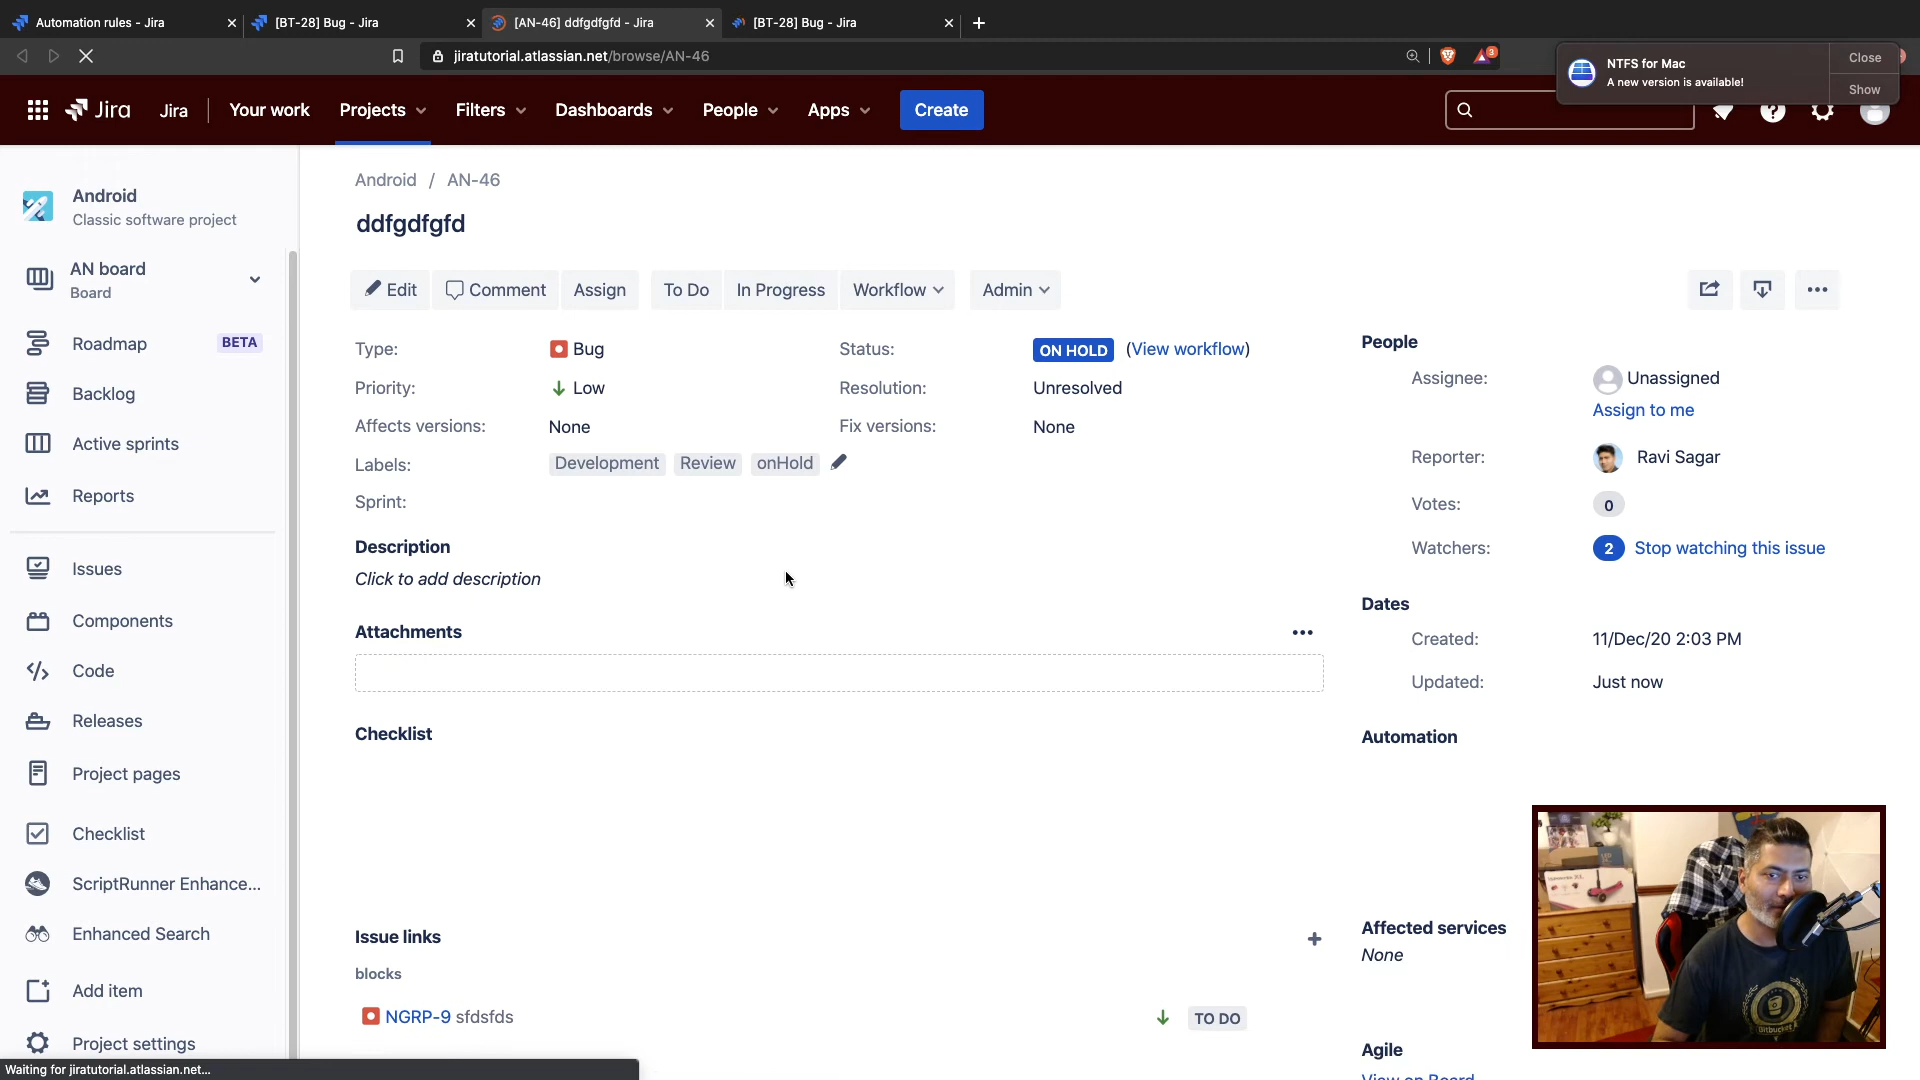 Automation rules - Jira
[BT-28] Bug - Jira
[AN-46] ddfgdfgfd - Jira
[BT-28] Bug - Jira
jiratutorial.atlassian.net/browse/AN-46
3
NTFS for Mac
A new version is available!
Close
Show
Jira
Jira
Your work
Projects
Filters
Dashboards
People
Apps
Create
Android
Classic software project
AN board
Board
Roadmap
BETA
Backlog
Active sprints
Reports
Issues
Components
Code
Releases
Project pages
Checklist
ScriptRunner Enhance...
Enhanced Search
Add item
Project settings
Waiting for jiratutorial.atlassian.net...
Android / AN-46
ddfgdfgfd
Edit
Comment
Assign
To Do
In Progress
Workflow
Admin
Type: Bug
Status: ON HOLD (View workflow)
Priority: Low
Resolution: Unresolved
Affects versions: None
Fix versions: None
Labels: Development Review onHold
Sprint:
Description
Click to add description
Attachments
Checklist
Issue links
blocks
NGRP-9 sfdsfds
TO DO
People
Assignee: Unassigned
Assign to me
Reporter: Ravi Sagar
Votes: 0
Watchers: 2 Stop watching this issue
Dates
Created: 11/Dec/20 2:03 PM
Updated: Just now
Automation
Affected services
None
Agile
View on Board
Bitbucket